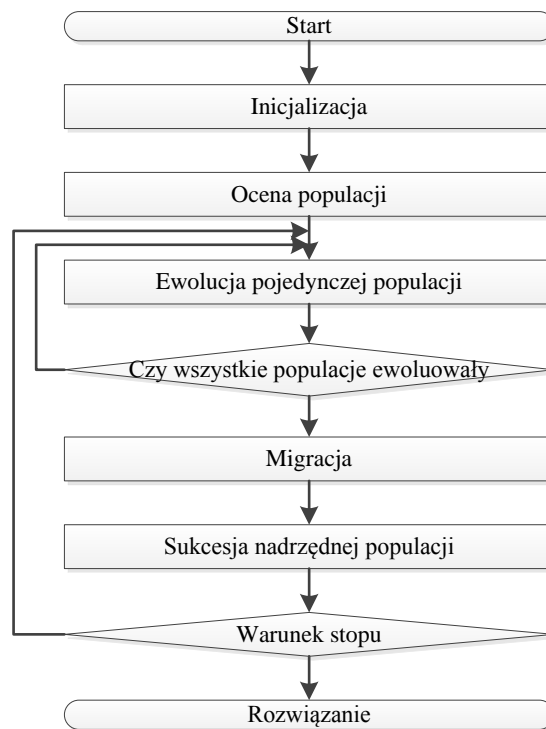 Start
Inicjalizacja
Ocena populacji
Ewolucja pojedynczej populacji
Czy wszystkie populacje ewoluowały
Migracja
Sukcesja nadrzędnej populacji
Warunek stopu
Rozwiązanie